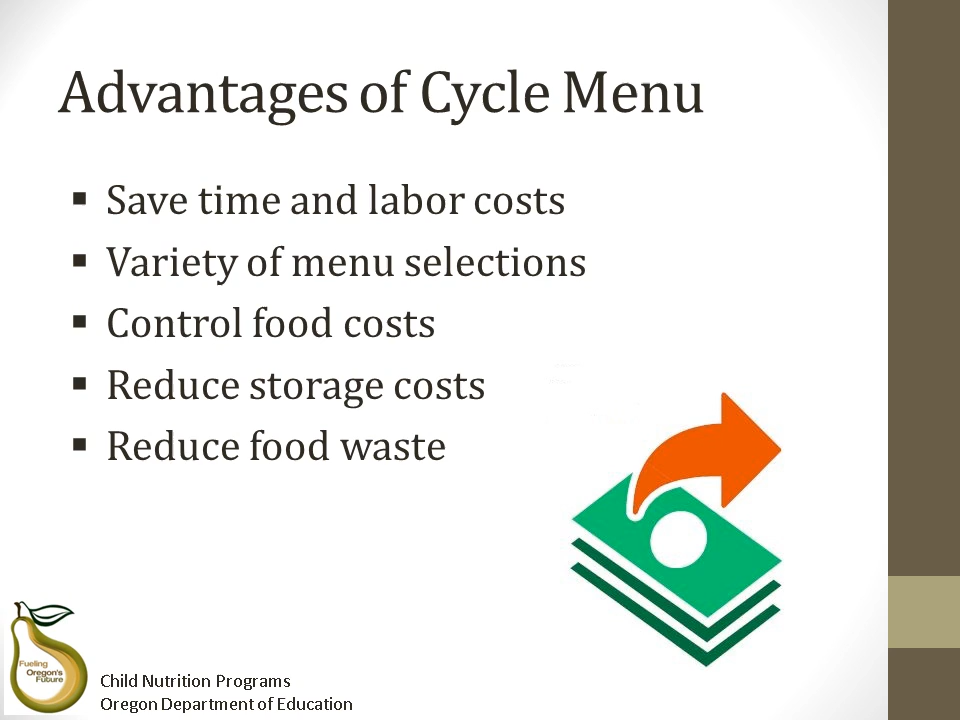 Advantages of Cycle Menu
▪ Save time and labor costs
▪ Variety of menu selections
▪ Control food costs
▪ Reduce storage costs
▪ Reduce food waste
Fueling
Oregon's
Future
Child Nutrition Programs
Oregon Department of Education